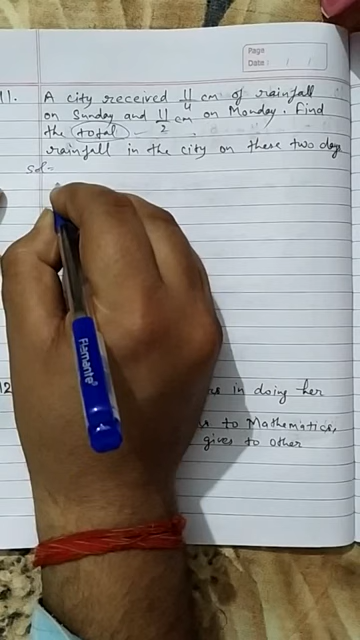 Page
Date : / /
11. A city received 11/4 cm of rainfall
on Sunday and 11/2 cm on Monday. Find
the total
rainfall in the city on these two days
Sol-
Flamante
12
in doing her
to Mathematics,
gives to other